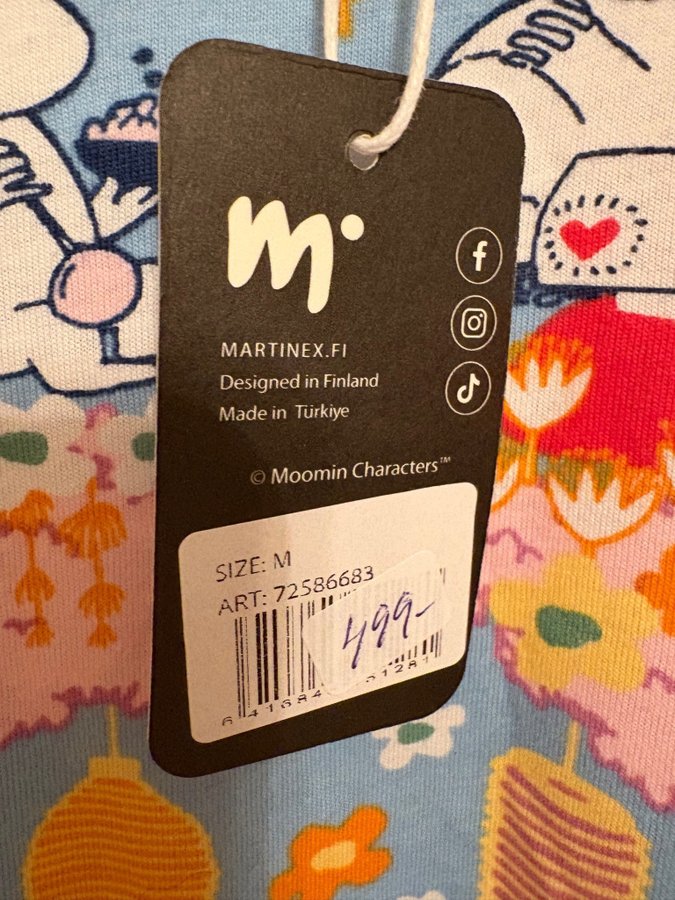 m
MARTINEX.FI
Designed in Finland
Made in Türkiye
© Moomin Characters™
SIZE: M
ART: 72586683
499-